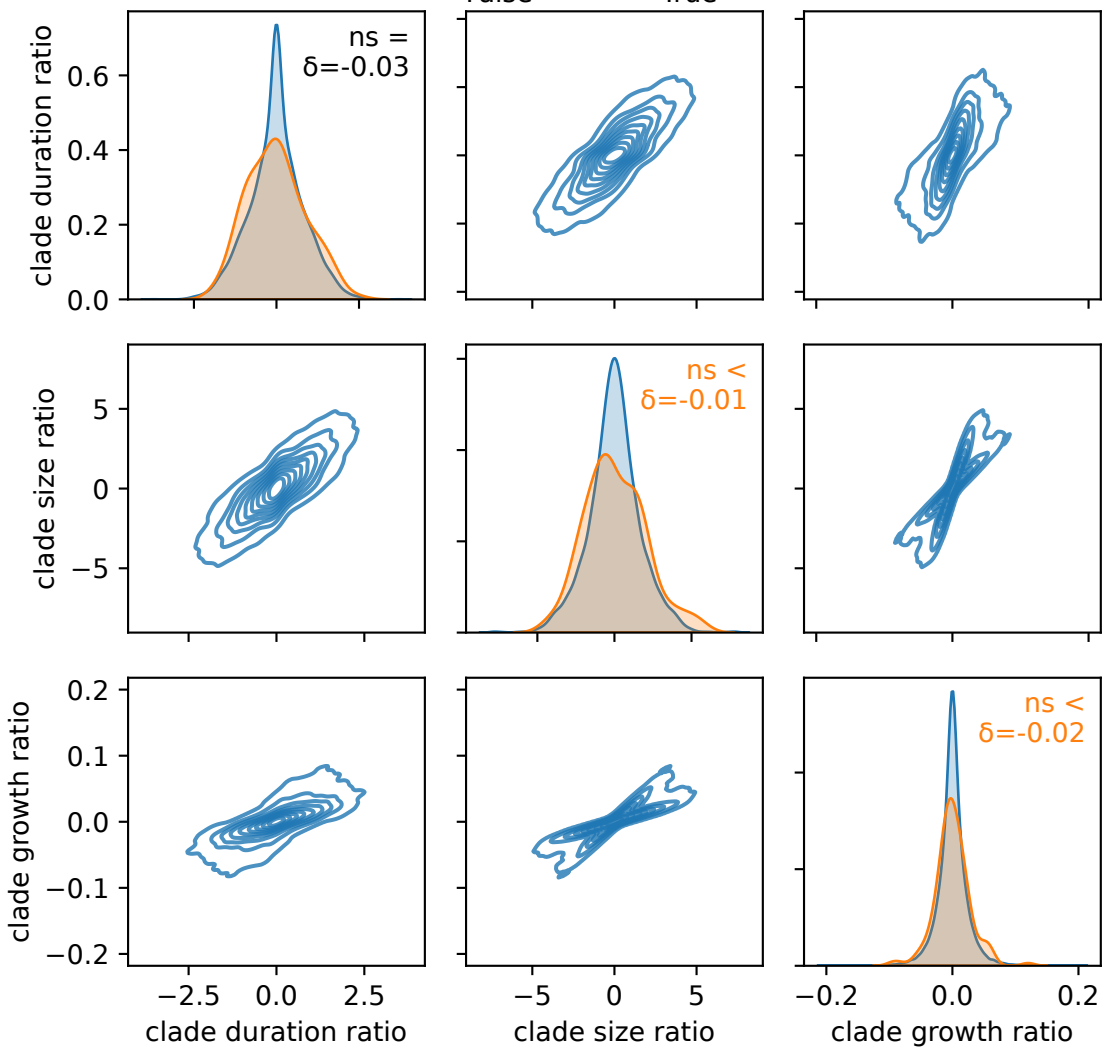 ns =
δ=-0.03
clade duration ratio
0.6
0.4
0.2
0.0
ns <
δ=-0.01
clade size ratio
5
0
−5
ns <
δ=-0.02
clade growth ratio
0.2
0.1
0.0
−0.1
−0.2
−2.5 0.0 2.5
−5 0 5
−0.2 0.0 0.2
clade duration ratio
clade size ratio
clade growth ratio